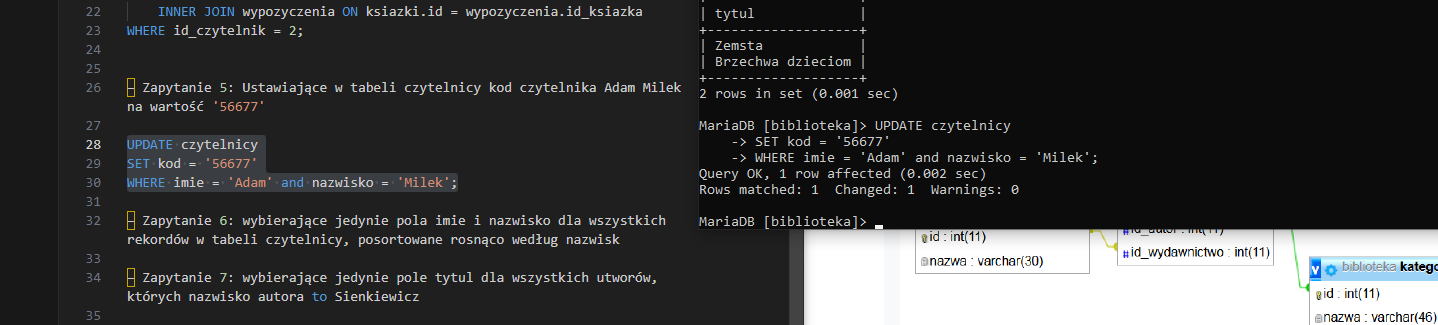 22 INNER JOIN wypozyczenia ON ksiazki.id = wypozyczenia.id_ksiazka
23 WHERE id_czytelnik = 2;
24
25
26 - Zapytanie 5: Ustawiające w tabeli czytelnicy kod czytelnika Adam Milek
na wartość '56677'
27
28 UPDATE czytelnicy
29 SET kod = '56677'
30 WHERE imie = 'Adam' and nazwisko = 'Milek';
31
32 - Zapytanie 6: wybierające jedynie pola imie i nazwisko dla wszystkich
rekordów w tabeli czytelnicy, posortowane rosnąco według nazwisk
33
34 - Zapytanie 7: wybierające jedynie pole tytul dla wszystkich utworów,
których nazwisko autora to Sienkiewicz
35
| tytul |
+-------------------+
| Zemsta |
| Brzechwa dzieciom |
+-------------------+
2 rows in set (0.001 sec)
MariaDB [biblioteka]> UPDATE czytelnicy
-> SET kod = '56677'
-> WHERE imie = 'Adam' and nazwisko = 'Milek';
Query OK, 1 row affected (0.002 sec)
Rows matched: 1 Changed: 1 Warnings: 0
MariaDB [biblioteka]>
id : int(11)
nazwa : varchar(30)
# id_autor : int(11)
# id_wydawnictwo : int(11)
v biblioteka katego
id : int(11)
nazwa : varchar(46)